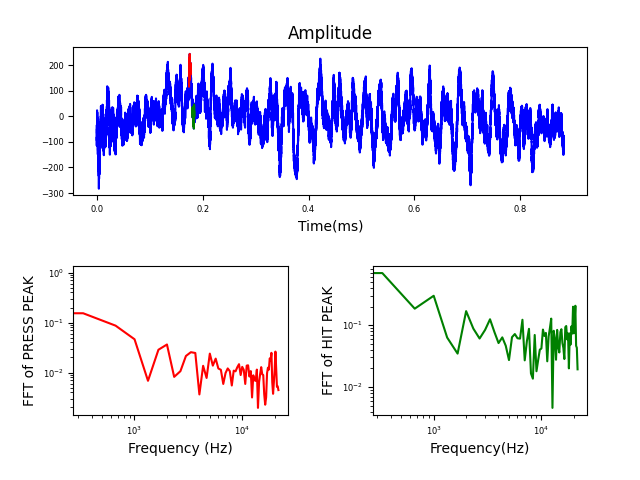 Amplitude
200
100
0
−100
−200
−300
0.0 0.2 0.4 0.6 0.8
Time(ms)
FFT of PRESS PEAK
10⁰
10⁻¹
10⁻²
10³ 10⁴
Frequency (Hz)
FFT of HIT PEAK
10⁻¹
10⁻²
10³ 10⁴
Frequency(Hz)